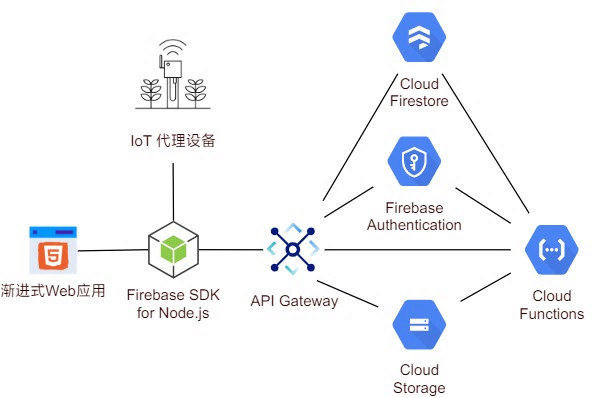 Cloud
Firestore
IoT 代理设备
Firebase
Authentication
渐进式Web应用
Firebase SDK
for Node.js
API Gateway
Cloud
Functions
Cloud
Storage